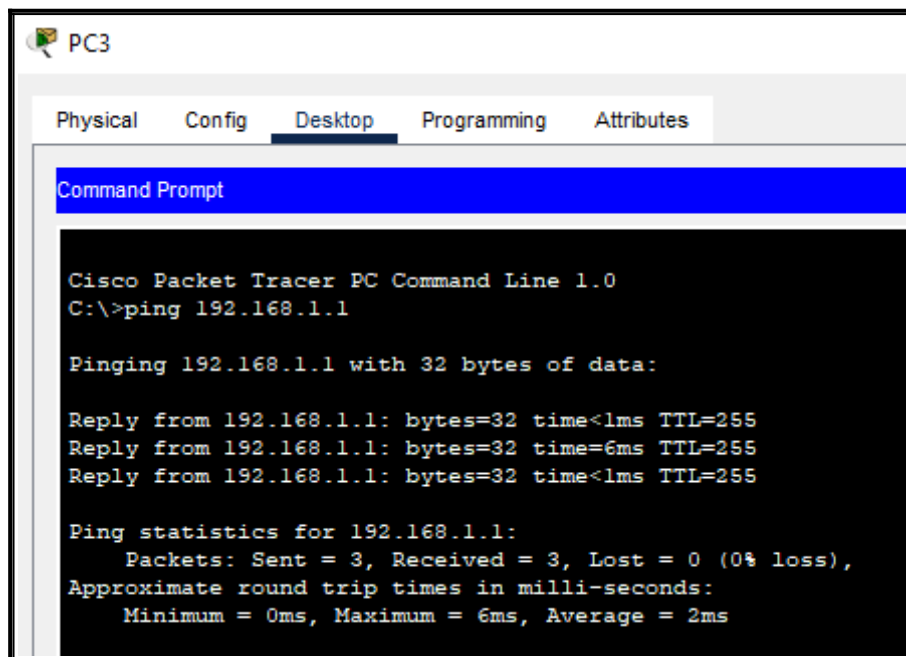 PC3
Physical Config Desktop Programming Attributes
Command Prompt
Cisco Packet Tracer PC Command Line 1.0
C:\>ping 192.168.1.1
Pinging 192.168.1.1 with 32 bytes of data:
Reply from 192.168.1.1: bytes=32 time<1ms TTL=255
Reply from 192.168.1.1: bytes=32 time=6ms TTL=255
Reply from 192.168.1.1: bytes=32 time<1ms TTL=255
Ping statistics for 192.168.1.1:
    Packets: Sent = 3, Received = 3, Lost = 0 (0% loss),
Approximate round trip times in milli-seconds:
    Minimum = 0ms, Maximum = 6ms, Average = 2ms